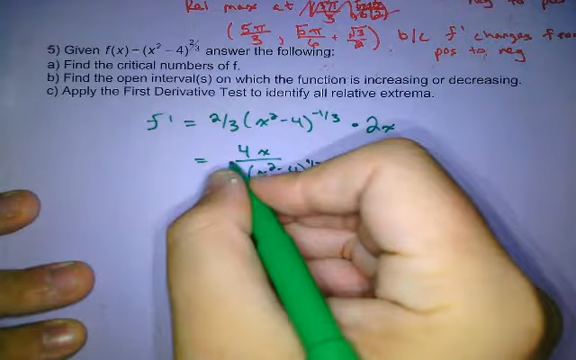 Rel max at
(5π/3, 5π/6 + √3/2) b/c f' changes from
pos to neg
5) Given f(x) = (x² – 4)^2/3 answer the following:
a) Find the critical numbers of f.
b) Find the open interval(s) on which the function is increasing or decreasing.
c) Apply the First Derivative Test to identify all relative extrema.
f' = 2/3 (x² - 4)^-1/3 · 2x
= 4x
(x² - 4)